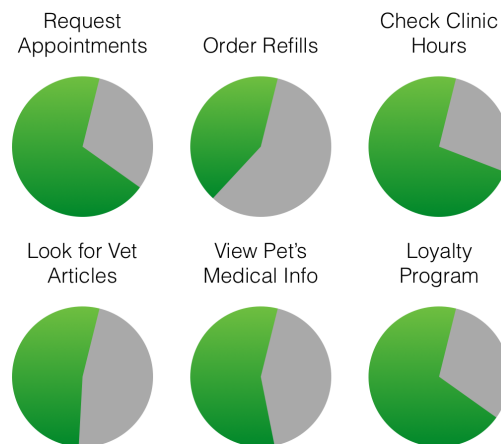 Request
Appointments
Order Refills
Check Clinic
Hours
Look for Vet
Articles
View Pet's
Medical Info
Loyalty
Program